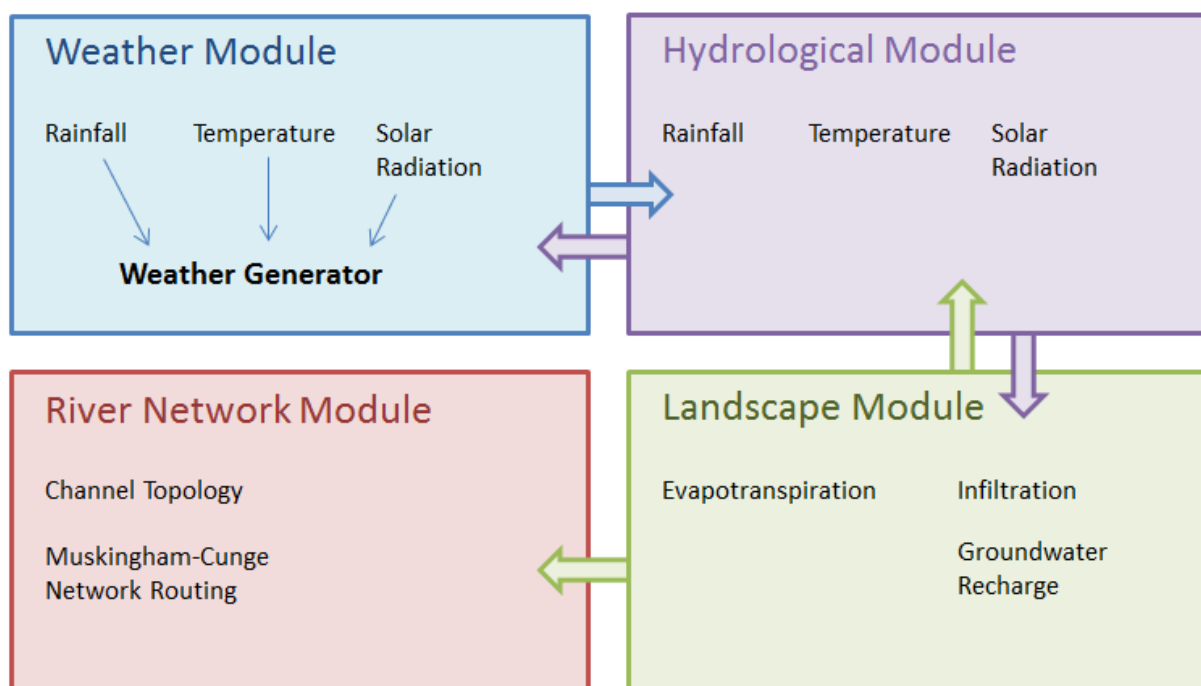 Weather Module
Rainfall
Temperature
Solar
Radiation
Weather Generator
Hydrological Module
Rainfall
Temperature
Solar
Radiation
River Network Module
Channel Topology
Muskingham-Cunge
Network Routing
Landscape Module
Evapotranspiration
Infiltration
Groundwater
Recharge